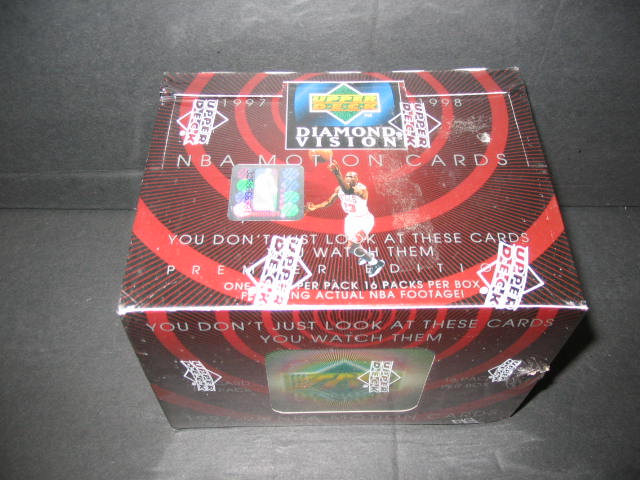 1997 1998
UPPER DECK
DIAMOND VISION
NBA MOTION CARDS
UPPER DECK
UPPER DECK
23
YOU DON'T JUST LOOK AT THESE CARDS
WATCH THEM
ONE PER PACK 16 PACKS PER BOX
ACTUAL NBA FOOTAGE!
UPPER DECK
UPPER DECK
YOU DON'T JUST LOOK AT THESE CARDS
YOU WATCH THEM
UPPER DECK
UPPER DECK
CARDS